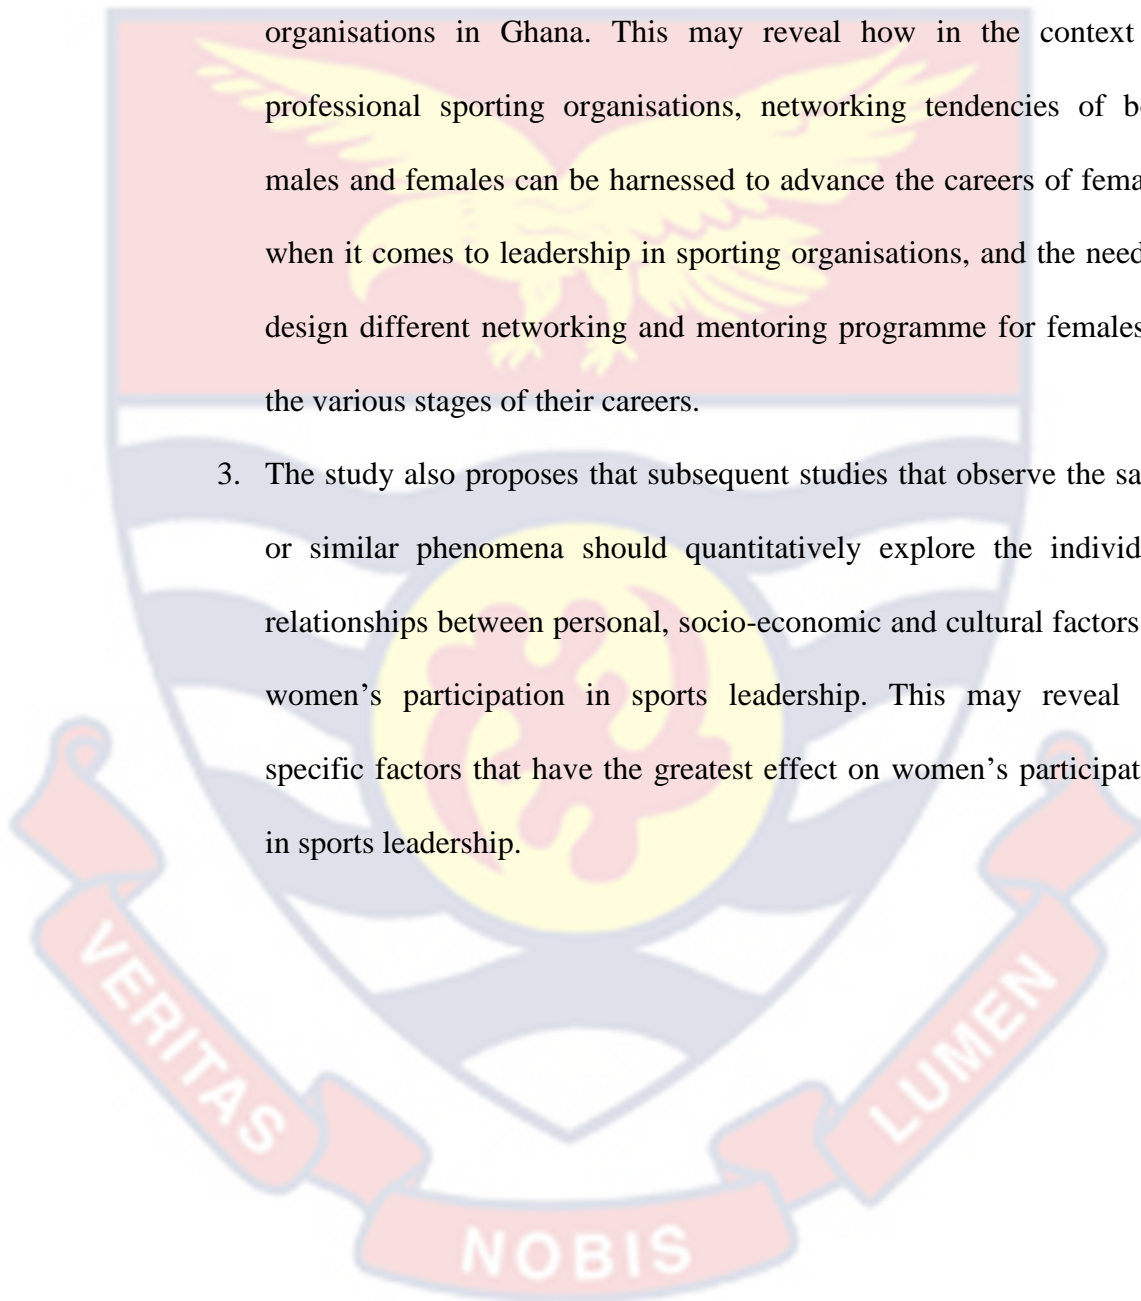 organisations in Ghana. This may reveal how in the context
professional sporting organisations, networking tendencies of b
males and females can be harnessed to advance the careers of fema
when it comes to leadership in sporting organisations, and the need
design different networking and mentoring programme for females
the various stages of their careers.
3. The study also proposes that subsequent studies that observe the sa
or similar phenomena should quantitatively explore the individ
relationships between personal, socio-economic and cultural factors
women’s participation in sports leadership. This may reveal
specific factors that have the greatest effect on women’s participat
in sports leadership.
VERITAS
NOBIS
LUMEN